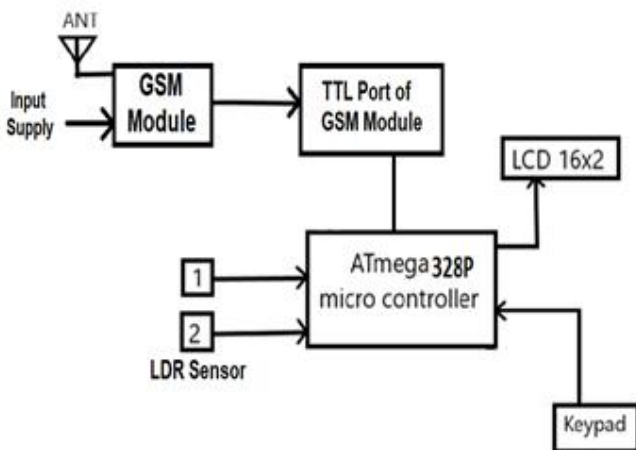 ANT
Input
Supply
GSM
Module
TTL Port of
GSM Module
LCD 16x2
ATmega 328P
micro controller
1
2
LDR Sensor
Keypad